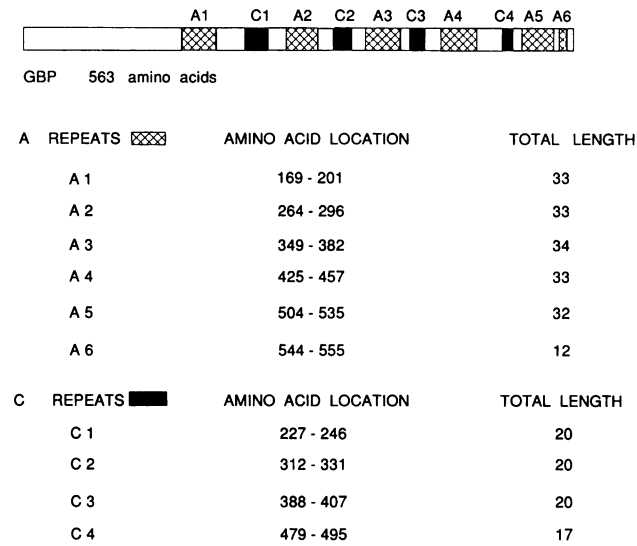 A1 C1 A2 C2 A3 C3 A4 C4 A5 A6
GBP 563 amino acids
A REPEATS AMINO ACID LOCATION TOTAL LENGTH
A 1 169 - 201 33
A 2 264 - 296 33
A 3 349 - 382 34
A 4 425 - 457 33
A 5 504 - 535 32
A 6 544 - 555 12
C REPEATS AMINO ACID LOCATION TOTAL LENGTH
C 1 227 - 246 20
C 2 312 - 331 20
C 3 388 - 407 20
C 4 479 - 495 17